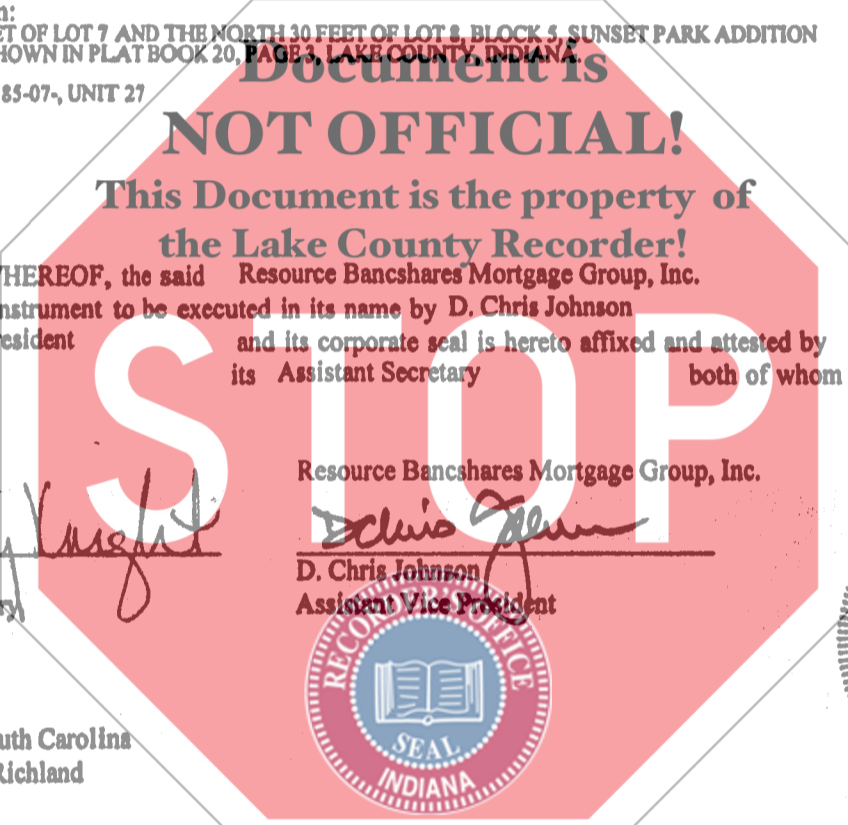 n:
ET OF LOT 7 AND THE NORTH 30 FEET OF LOT 8, BLOCK 5, SUNSET PARK ADDITION
HOWN IN PLAT BOOK 20, PAGE 3, LAKE COUNTY, INDIANA.
Document is
85-07-, UNIT 27
NOT OFFICIAL!
This Document is the property of
the Lake County Recorder!
HEREOF, the said Resource Bancshares Mortgage Group, Inc.
nstrument to be executed in its name by D. Chris Johnson
esident and its corporate seal is hereto affixed and attested by
its Assistant Secretary both of whom
STOP
Resource Bancshares Mortgage Group, Inc.
Knight
D. Chris Johnson
Assistant Vice President
RECORDER'S OFFICE
SEAL
INDIANA
uth Carolina
Richland